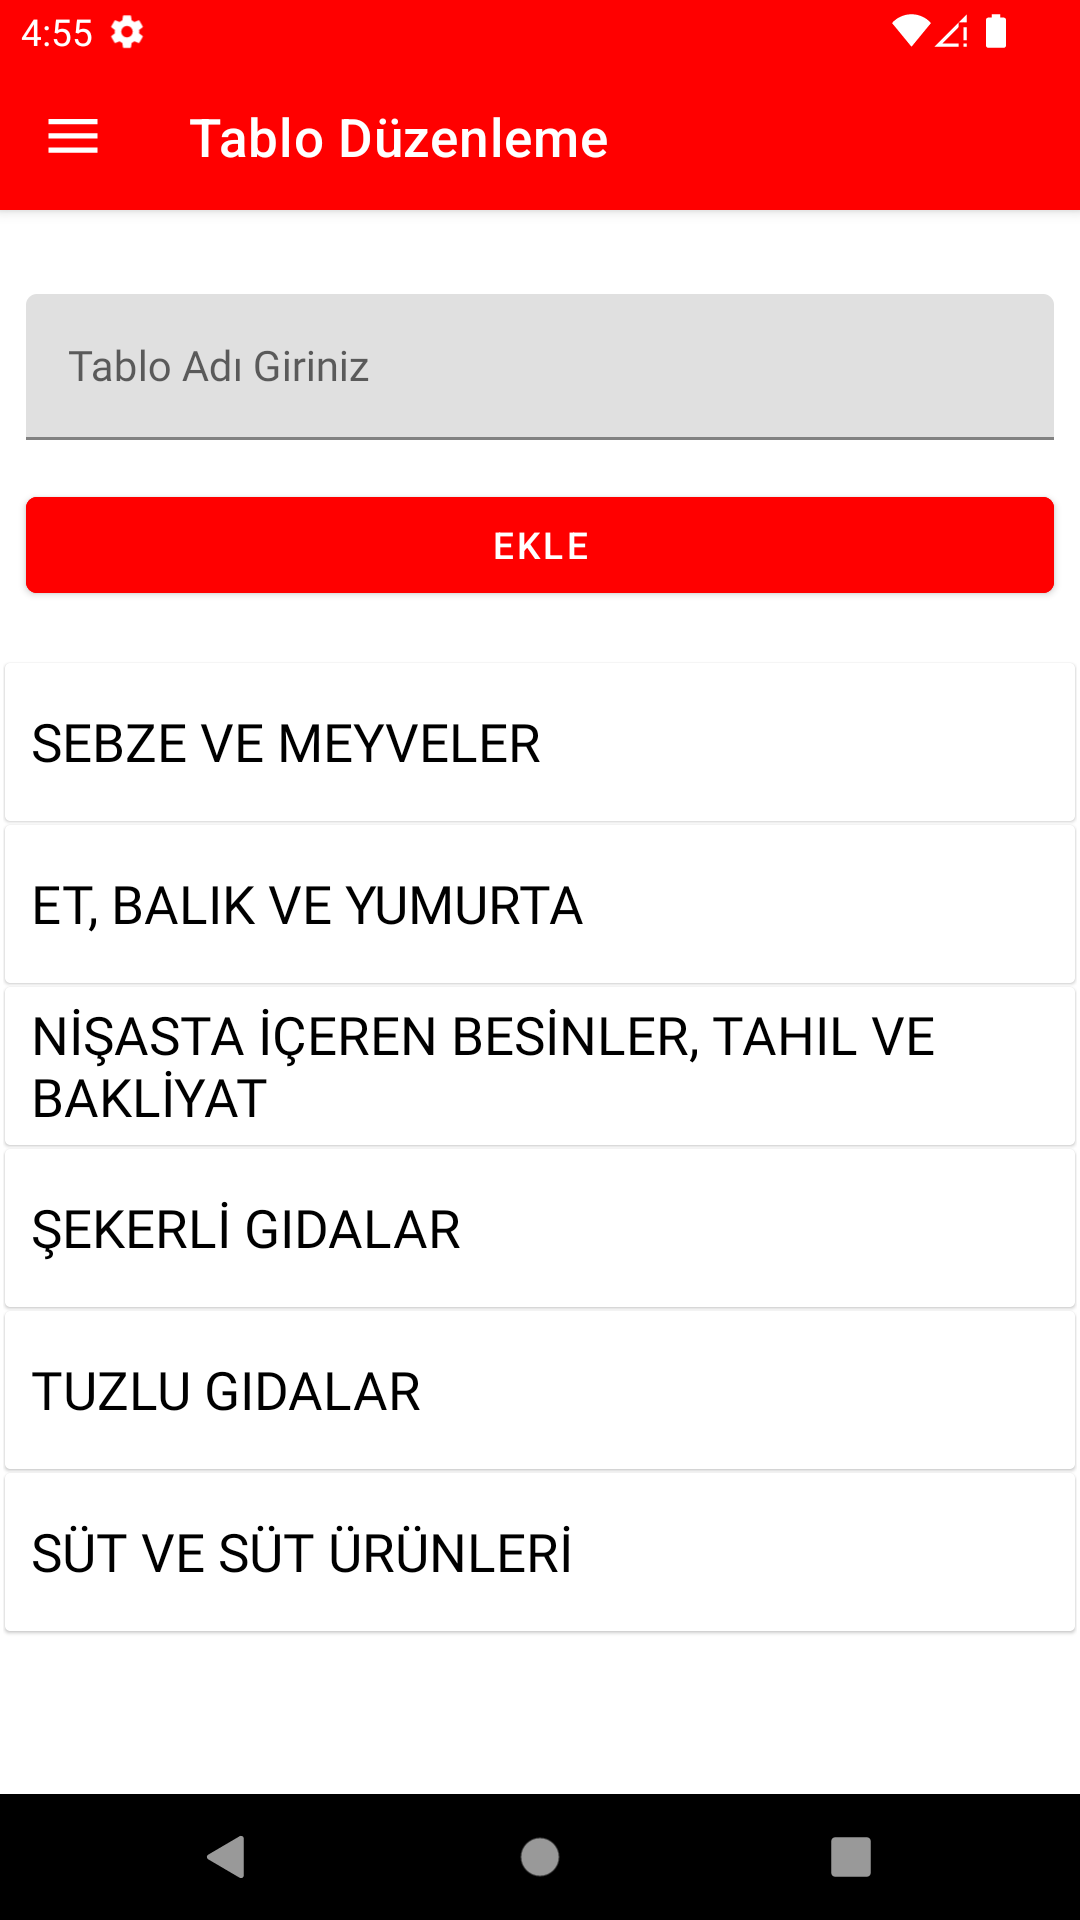 4:55
Tablo Düzenleme
Tablo Adı Giriniz
EKLE
SEBZE VE MEYVELER
ET, BALIK VE YUMURTA
NİŞASTA İÇEREN BESİNLER, TAHIL VE
BAKLİYAT
ŞEKERLİ GIDALAR
TUZLU GIDALAR
SÜT VE SÜT ÜRÜNLERİ